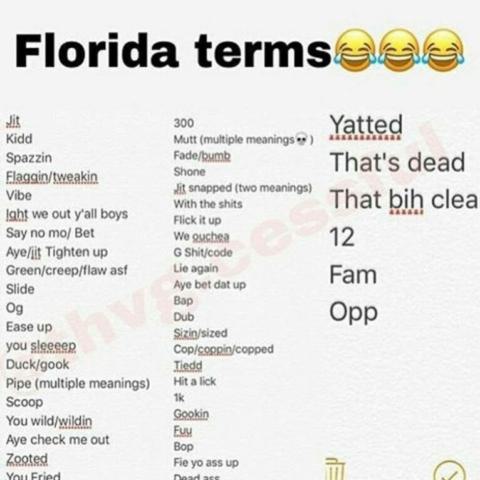 Florida terms😂😂😂
Jit
Kidd
Spazzin
Flaggin/tweakin
Vibe
Ight we out y'all boys
Say no mo/ Bet
Aye/jit Tighten up
Green/creep/flaw asf
Slide
Og
Ease up
you sleeeep
Duck/gook
Pipe (multiple meanings)
Scoop
You wild/wildin
Aye check me out
Zooted
You Fried
300
Mutt (multiple meanings💀)
Fade/bumb
Shone
Jit snapped (two meanings)
With the shits
Flick it up
We ouchea
G Shit/code
Lie again
Aye bet dat up
Bap
Dub
Sizin/sized
Cop/coppin/copped
Tiedd
Hit a lick
1k
Gookin
Fuu
Bop
Fie yo ass up
Dead ass
Yatted
That's dead
That bih clea
12
Fam
Opp